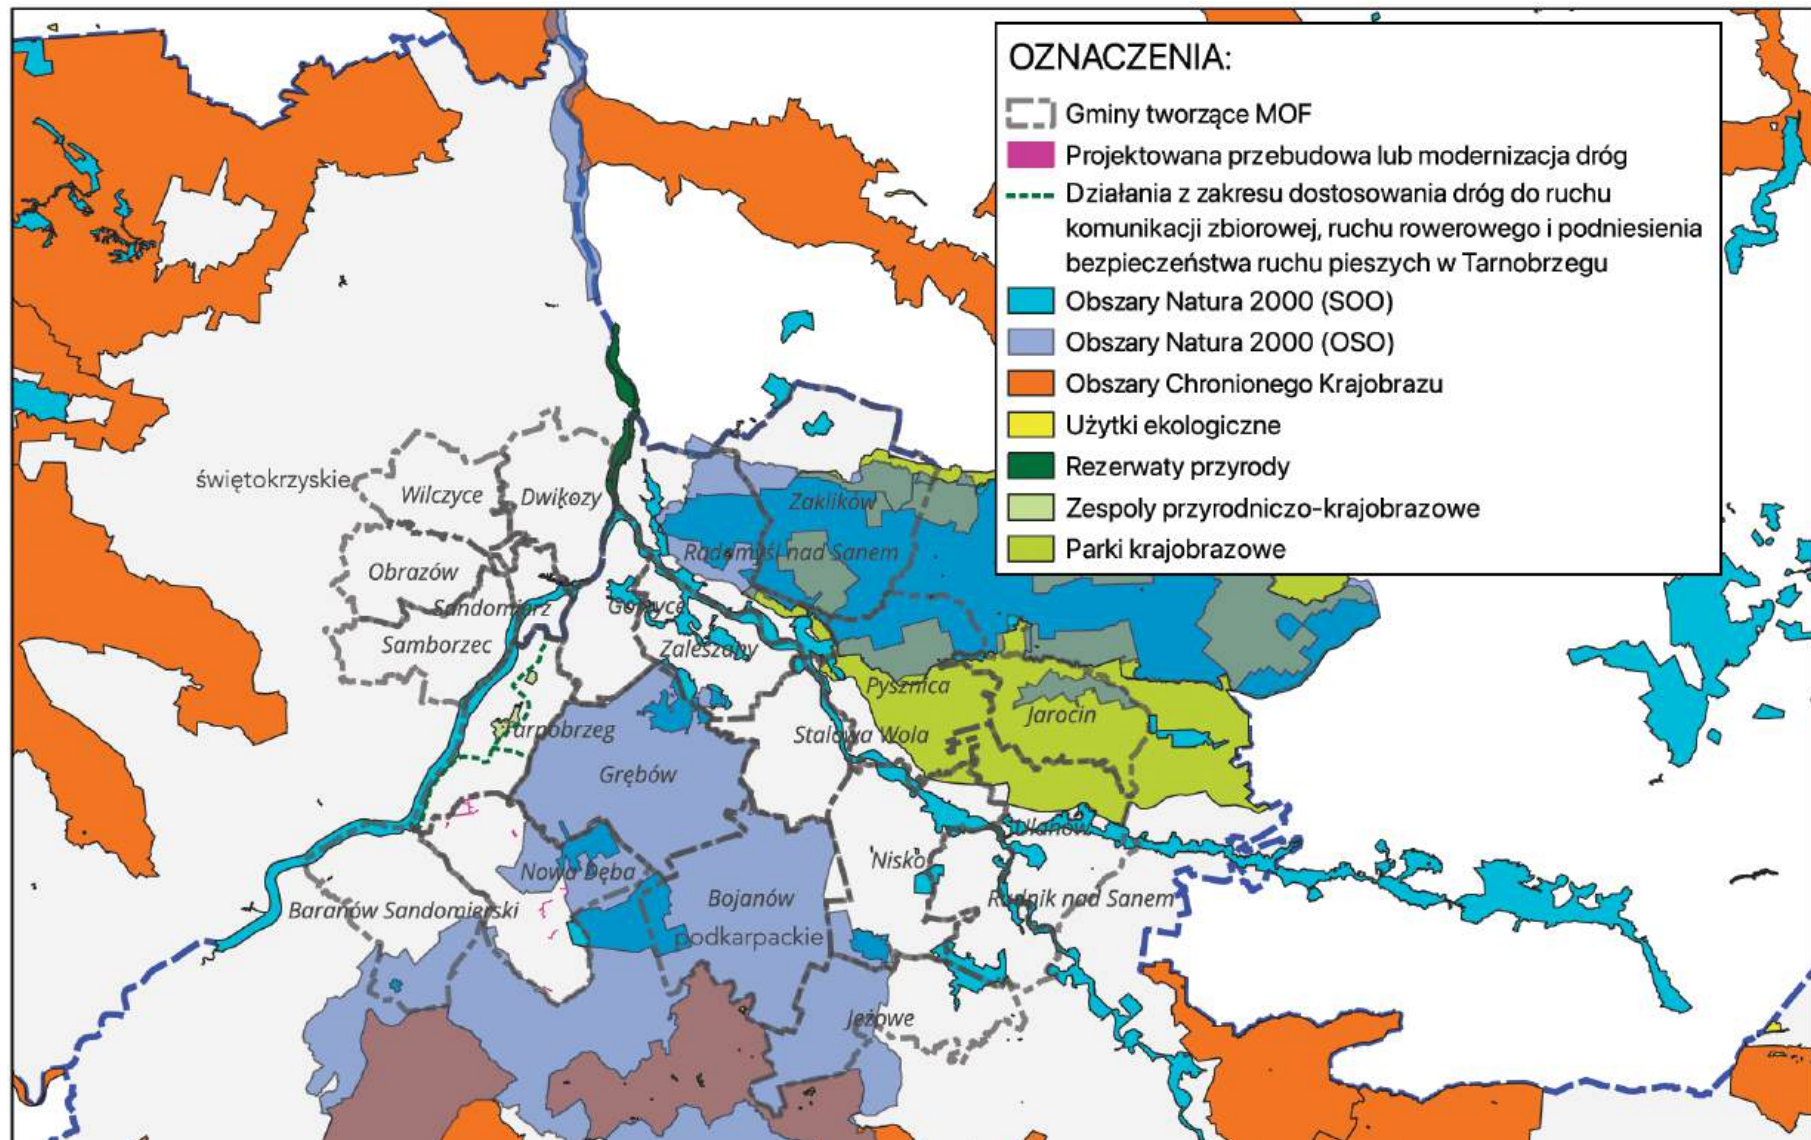 OZNACZENIA:
Gminy tworzące MOF
Projektowana przebudowa lub modernizacja dróg
Działania z zakresu dostosowania dróg do ruchu
komunikacji zbiorowej, ruchu rowerowego i podniesienia
bezpieczeństwa ruchu pieszych w Tarnobrzegu
Obszary Natura 2000 (SOO)
Obszary Natura 2000 (OSO)
Obszary Chronionego Krajobrazu
Użytki ekologiczne
Rezerwaty przyrody
Zespoly przyrodniczo-krajobrazowe
Parki krajobrazowe
świętokrzyskie
Wilczyce
Dwikozy
Zaklików
Radomyśl nad Sanem
Obrazów
Sandomierz
Gorzyce
Samborzec
Zaleszany
Pysznica
Jarocin
Tarnobrzeg
Stalowa Wola
Grębów
Ulanów
Nisko
Nowa Dęba
Bojanów
Rudnik nad Sanem
Baranów Sandomierski
podkarpackie
Jeżowe